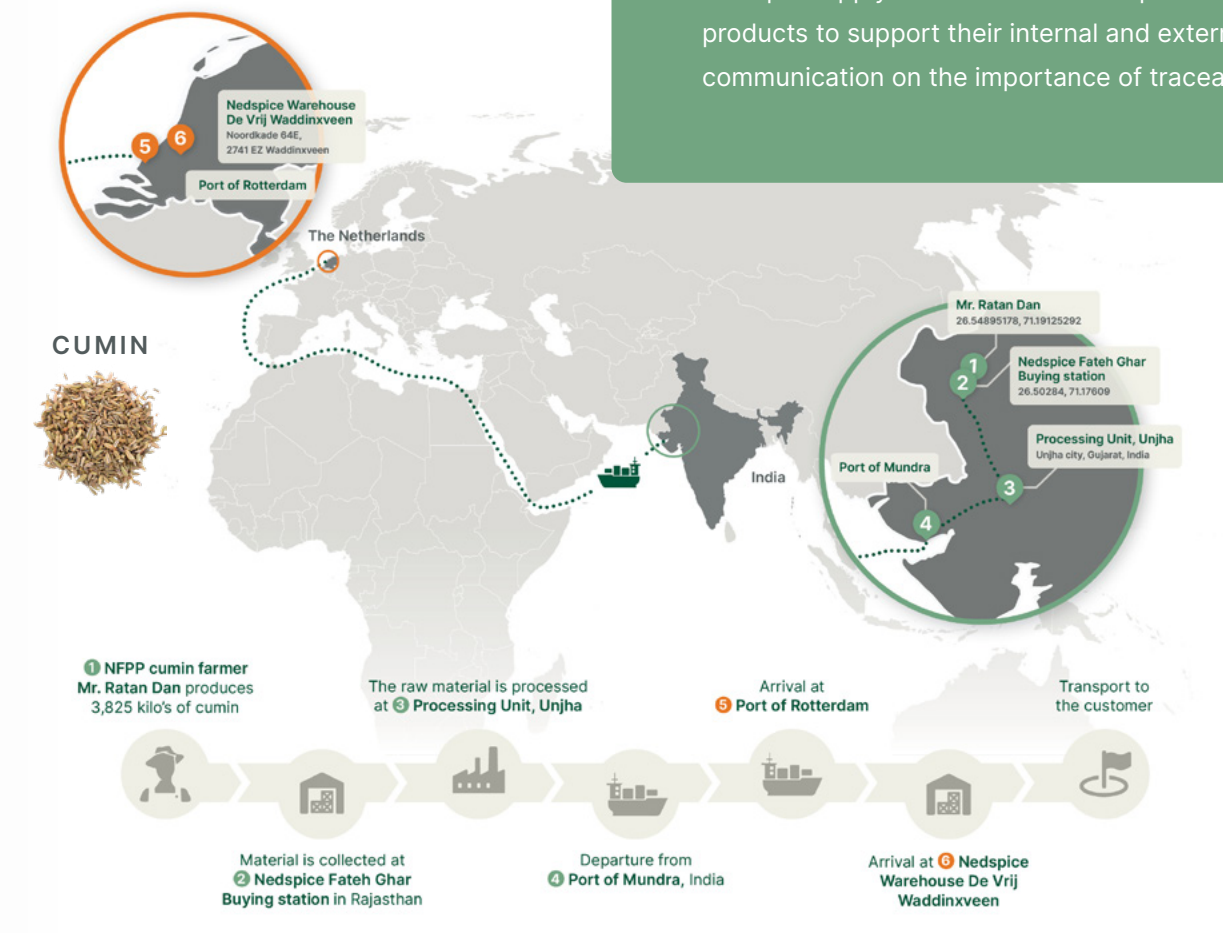 products to support their internal and extern
communication on the importance of tracea
Nedspice Warehouse
De Vrij Waddinxveen
Noordkade 64E,
2741 EZ Waddinxveen
5
6
Port of Rotterdam
The Netherlands
CUMIN
India
Mr. Ratan Dan
26.54895178, 71.19125292
1
Nedspice Fateh Ghar
Buying station
26.50284, 71.17609
2
Processing Unit, Unjha
Unjha city, Gujarat, India
Port of Mundra
3
4
1 NFPP cumin farmer
Mr. Ratan Dan produces
3,825 kilo's of cumin
The raw material is processed
at 3 Processing Unit, Unjha
Arrival at
5 Port of Rotterdam
Transport to
the customer
Material is collected at
2 Nedspice Fateh Ghar
Buying station in Rajasthan
Departure from
4 Port of Mundra, India
Arrival at 6 Nedspice
Warehouse De Vrij
Waddinxveen